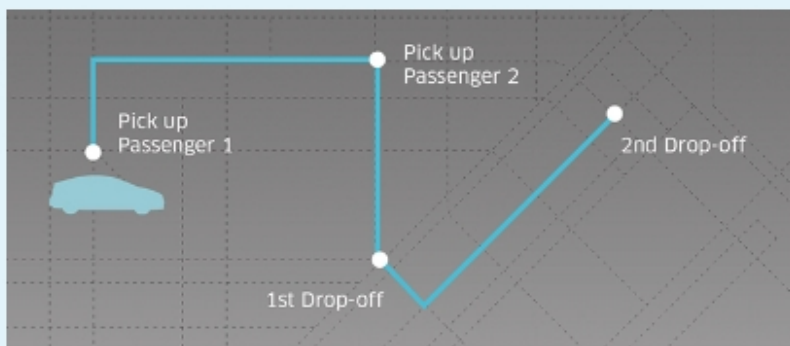 Pick up
Passenger 2
Pick up
Passenger 1
2nd Drop-off
1st Drop-off